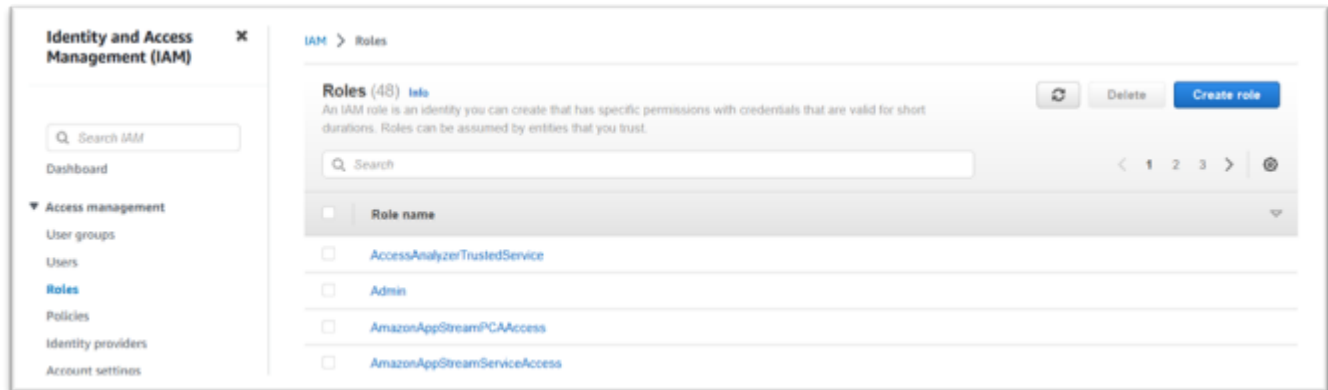 Identity and Access
Management (IAM)
Search IAM
Dashboard
Access management
User groups
Users
Roles
Policies
Identity providers
Account settings
IAM > Roles
Roles (48) Info
An IAM role is an identity you can create that has specific permissions with credentials that are valid for short
durations. Roles can be assumed by entities that you trust.
Delete
Create role
Search
1 2 3
Role name
AccessAnalyzerTrustedService
Admin
AmazonAppStreamPCAAccess
AmazonAppStreamServiceAccess